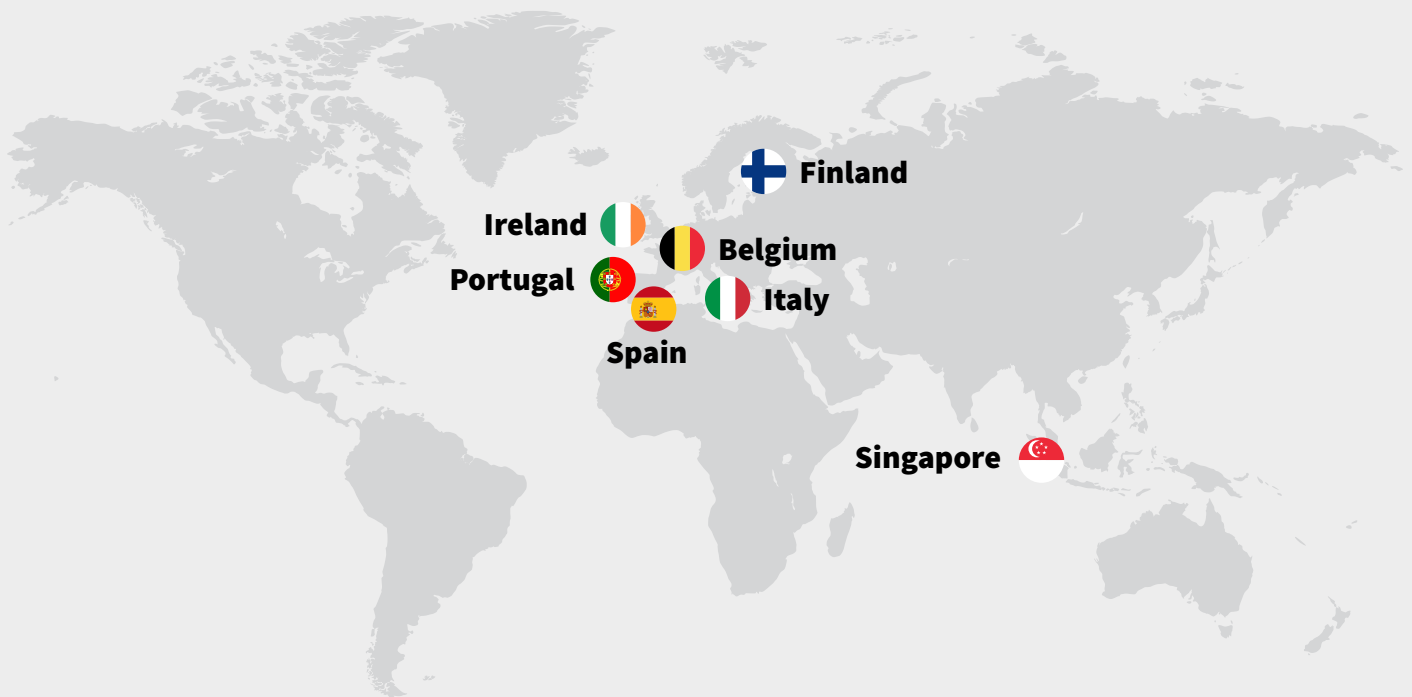 Finland
Ireland
Belgium
Portugal
Italy
Spain
Singapore